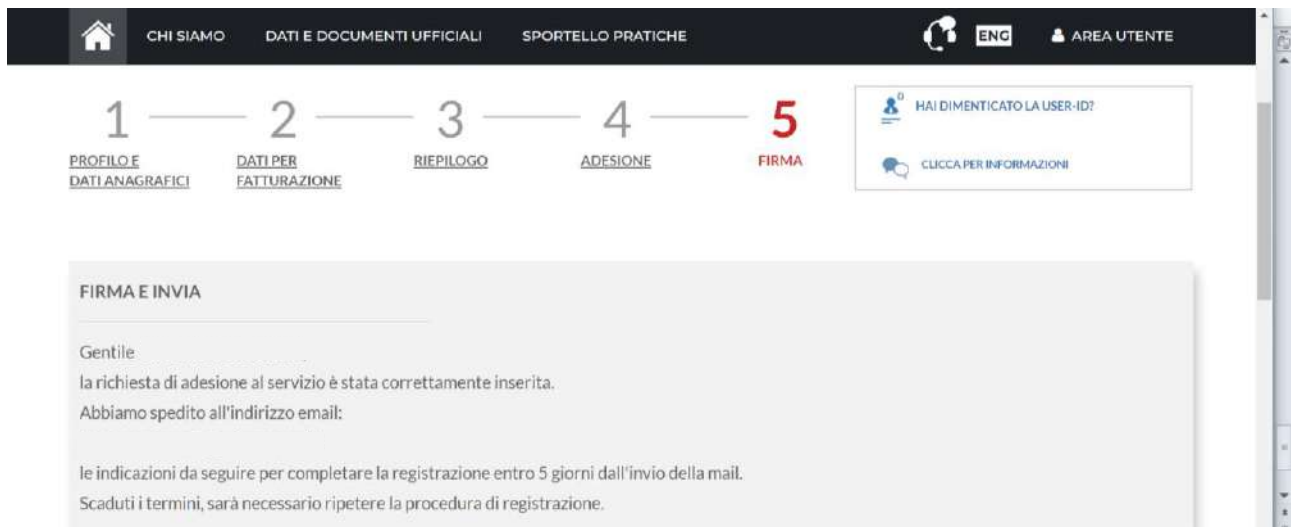 CHI SIAMO DATI E DOCUMENTI UFFICIALI SPORTELLO PRATICHE ENG AREA UTENTE
1 2 3 4 5
PROFILO E DATI ANAGRAFICI
DATI PER FATTURAZIONE
RIEPILOGO
ADESIONE
FIRMA
HAI DIMENTICATO LA USER-ID?
CLICCA PER INFORMAZIONI
FIRMA E INVIA
Gentile
la richiesta di adesione al servizio è stata correttamente inserita.
Abbiamo spedito all'indirizzo email:
le indicazioni da seguire per completare la registrazione entro 5 giorni dall'invio della mail.
Scaduti i termini, sarà necessario ripetere la procedura di registrazione.